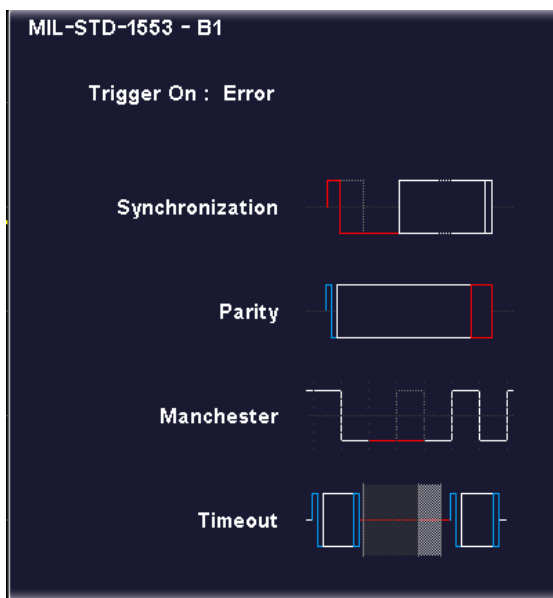 MIL-STD-1553 - B1
Trigger On : Error
Synchronization
Parity
Manchester
Timeout